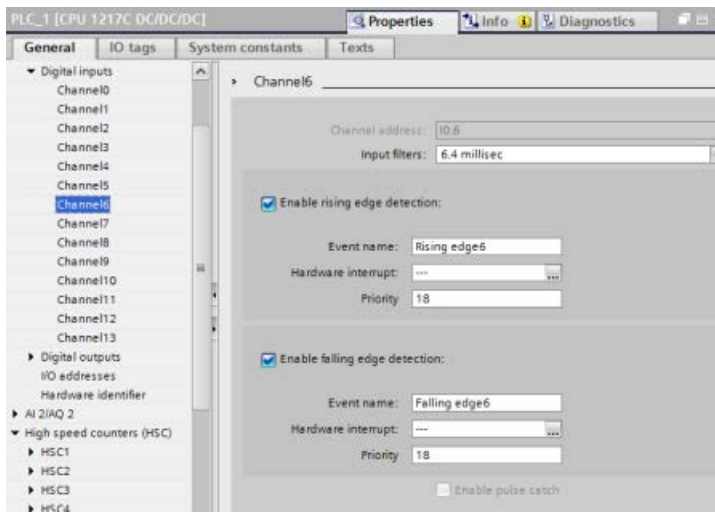 PLC_1 [CPU 1217C DC/DC/DC]
Properties
Info
Diagnostics
General
IO tags
System constants
Texts
Digital inputs
Channel0
Channel1
Channel2
Channel3
Channel4
Channel5
Channel6
Channel7
Channel8
Channel9
Channel10
Channel11
Channel12
Channel13
Digital outputs
I/O addresses
Hardware identifier
AI 2/AQ 2
High speed counters (HSC)
HSC1
HSC2
HSC3
HSC4
Channel6
Channel address: I0.6
Input filters: 6.4 millisec
Enable rising edge detection:
Event name: Rising edge6
Hardware interrupt: --- ...
Priority 18
Enable falling edge detection:
Event name: Falling edge6
Hardware interrupt: --- ...
Priority 18
Enable pulse catch